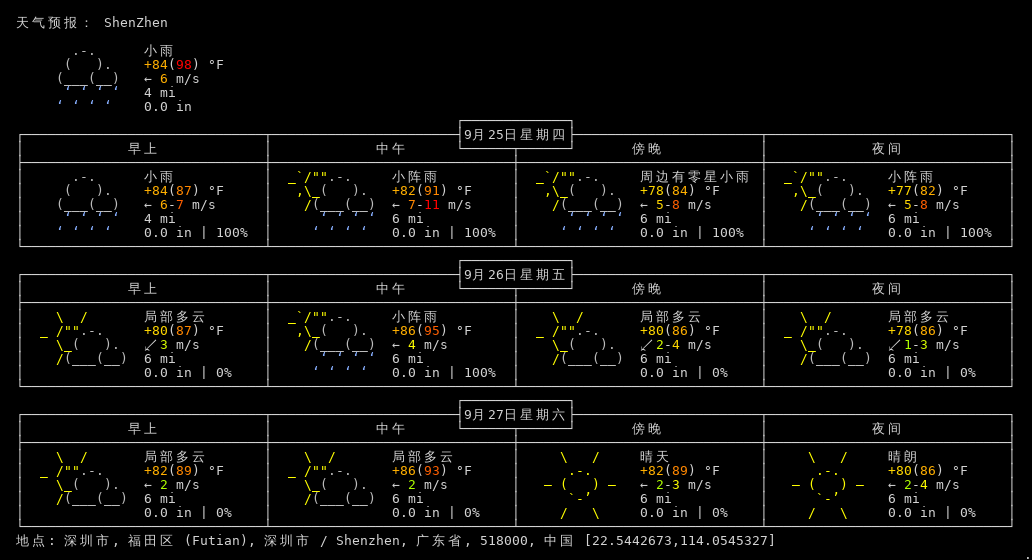 天气预报： ShenZhen
小雨
+84(98) °F
← 6 m/s
4 mi
0.0 in
9月25日星期四
早上 中午 傍晚 夜间
小雨 小阵雨 周边有零星小雨 小阵雨
+84(87) °F +82(91) °F +78(84) °F +77(82) °F
← 6-7 m/s ← 7-11 m/s ← 5-8 m/s ← 5-8 m/s
4 mi 6 mi 6 mi 6 mi
0.0 in | 100% 0.0 in | 100% 0.0 in | 100% 0.0 in | 100%
9月26日星期五
早上 中午 傍晚 夜间
局部多云 小阵雨 局部多云 局部多云
+80(87) °F +86(95) °F +80(86) °F +78(86) °F
↙3 m/s ← 4 m/s ↙2-4 m/s ↙1-3 m/s
6 mi 6 mi 6 mi 6 mi
0.0 in | 0% 0.0 in | 100% 0.0 in | 0% 0.0 in | 0%
9月27日星期六
早上 中午 傍晚 夜间
局部多云 局部多云 晴天 晴朗
+82(89) °F +86(93) °F +82(89) °F +80(86) °F
← 2 m/s ← 2 m/s ← 2-3 m/s ← 2-4 m/s
6 mi 6 mi 6 mi 6 mi
0.0 in | 0% 0.0 in | 0% 0.0 in | 0% 0.0 in | 0%
地点: 深圳市, 福田区 (Futian), 深圳市 / Shenzhen, 广东省, 518000, 中国 [22.5442673,114.0545327]